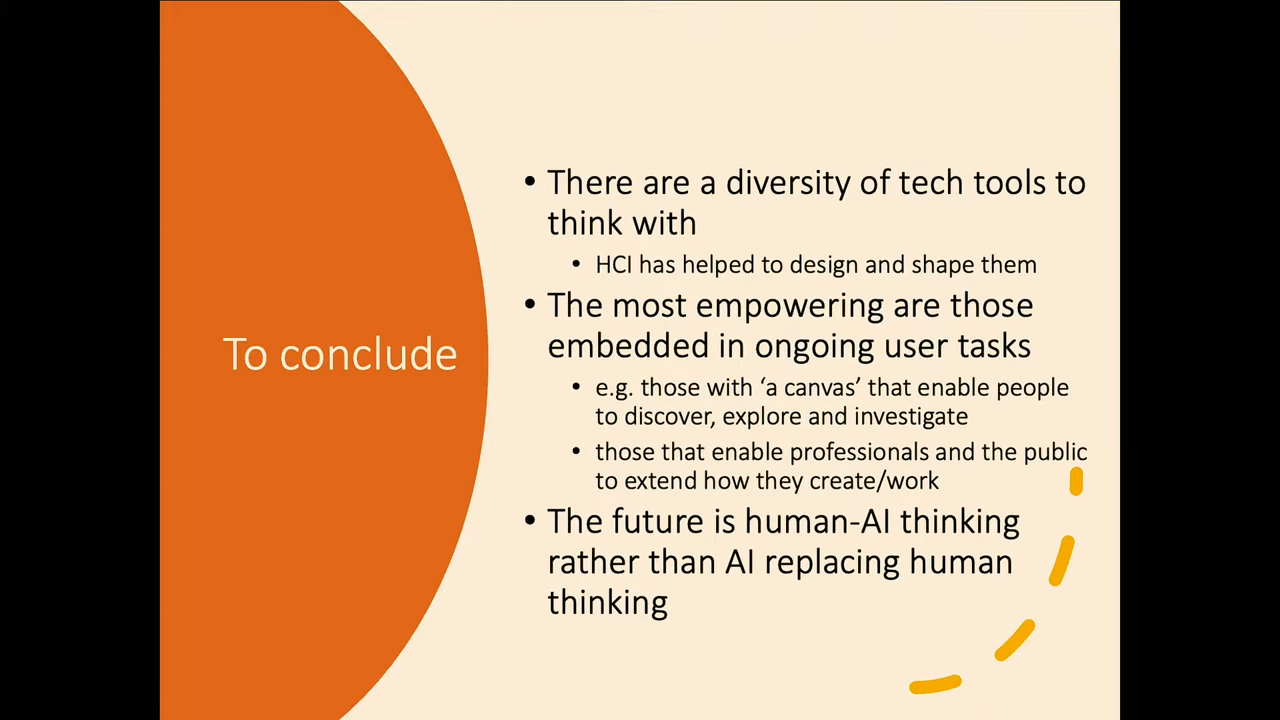 To conclude
• There are a diversity of tech tools to
think with
• HCI has helped to design and shape them
• The most empowering are those
embedded in ongoing user tasks
• e.g. those with ‘a canvas’ that enable people
to discover, explore and investigate
• those that enable professionals and the public
to extend how they create/work
• The future is human-AI thinking
rather than AI replacing human
thinking